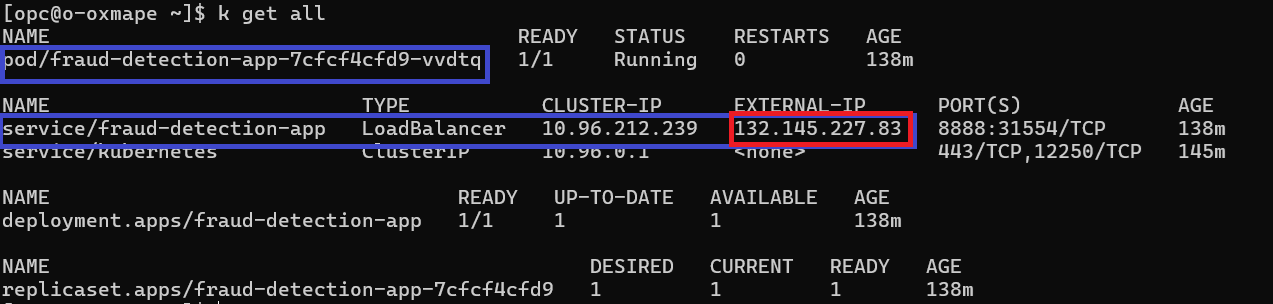 [opc@o-oxmape ~]$ k get all
NAME READY STATUS RESTARTS AGE
pod/fraud-detection-app-7cfcf4cfd9-vvdtq 1/1 Running 0 138m
NAME TYPE CLUSTER-IP EXTERNAL-IP PORT(S) AGE
service/fraud-detection-app LoadBalancer 10.96.212.239 132.145.227.83 8888:31554/TCP 138m
service/kubernetes ClusterIP 10.96.0.1 <none> 443/TCP,12250/TCP 145m
NAME READY UP-TO-DATE AVAILABLE AGE
deployment.apps/fraud-detection-app 1/1 1 1 138m
NAME DESIRED CURRENT READY AGE
replicaset.apps/fraud-detection-app-7cfcf4cfd9 1 1 1 138m